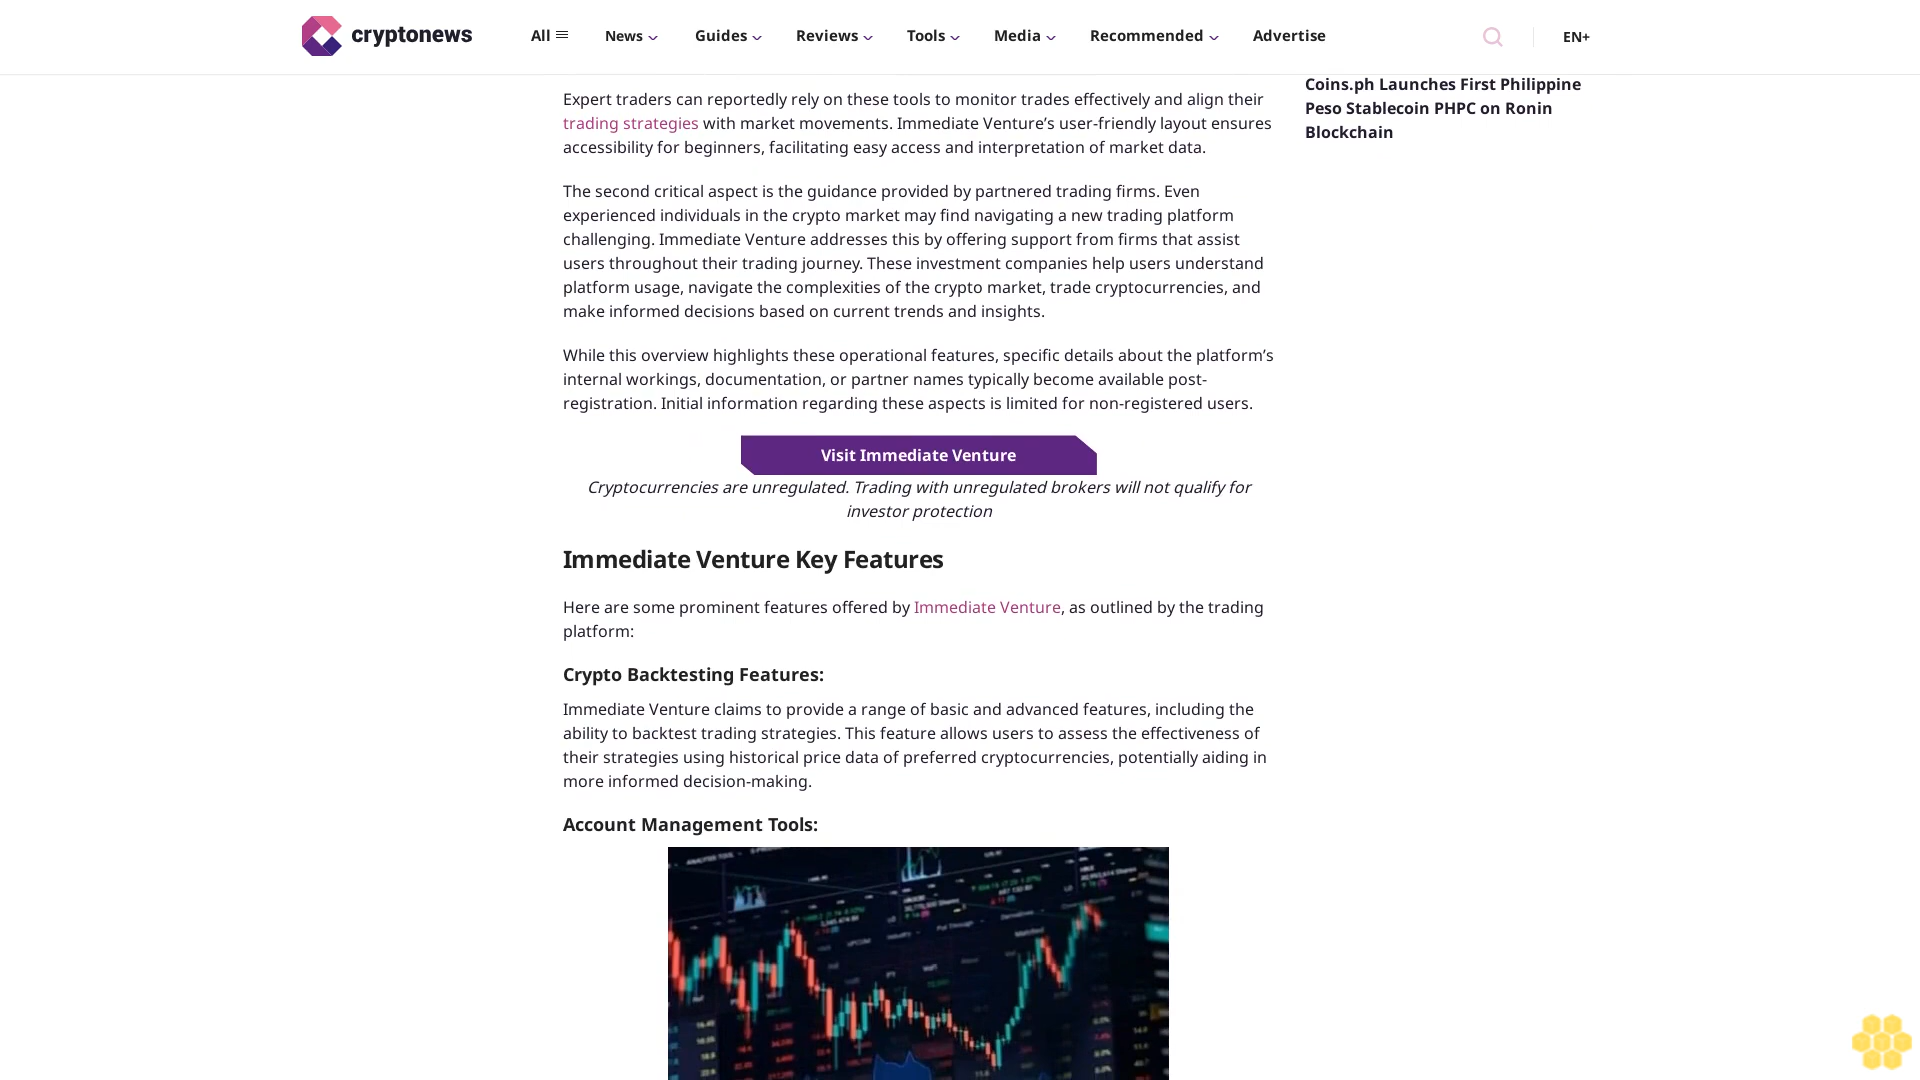 cryptonews
All
News
Guides
Reviews
Tools
Media
Recommended
Advertise
EN+
Coins.ph Launches First Philippine
Peso Stablecoin PHPC on Ronin
Blockchain
Expert traders can reportedly rely on these tools to monitor trades effectively and align their
trading strategies with market movements. Immediate Venture’s user-friendly layout ensures
accessibility for beginners, facilitating easy access and interpretation of market data.
The second critical aspect is the guidance provided by partnered trading firms. Even
experienced individuals in the crypto market may find navigating a new trading platform
challenging. Immediate Venture addresses this by offering support from firms that assist
users throughout their trading journey. These investment companies help users understand
platform usage, navigate the complexities of the crypto market, trade cryptocurrencies, and
make informed decisions based on current trends and insights.
While this overview highlights these operational features, specific details about the platform’s
internal workings, documentation, or partner names typically become available post-
registration. Initial information regarding these aspects is limited for non-registered users.
Visit Immediate Venture
Cryptocurrencies are unregulated. Trading with unregulated brokers will not qualify for
investor protection
Immediate Venture Key Features
Here are some prominent features offered by Immediate Venture, as outlined by the trading
platform:
Crypto Backtesting Features:
Immediate Venture claims to provide a range of basic and advanced features, including the
ability to backtest trading strategies. This feature allows users to assess the effectiveness of
their strategies using historical price data of preferred cryptocurrencies, potentially aiding in
more informed decision-making.
Account Management Tools: